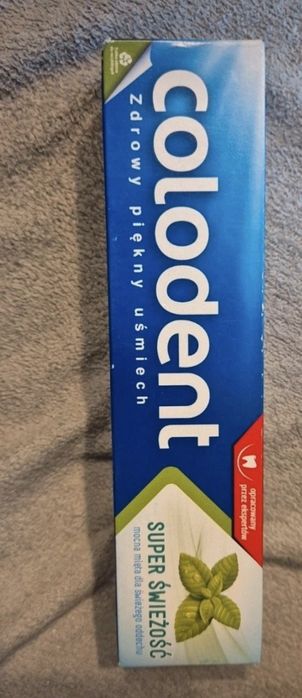 colodent
Zdrowy piękny uśmiech
opracowany
przez ekspertów
SUPER ŚWIEŻOŚĆ
mocna mięta dla świeżego oddechu